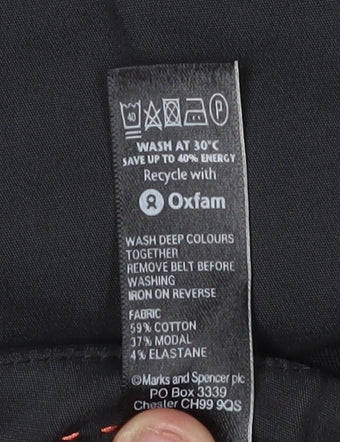 40 P
WASH AT 30°C
SAVE UP TO 40% ENERGY
Recycle with
Oxfam
WASH DEEP COLOURS
TOGETHER
REMOVE BELT BEFORE
WASHING
IRON ON REVERSE
FABRIC
59% COTTON
37% MODAL
4% ELASTANE
©Marks and Spencer plc
PO Box 3339
Chester CH99 9QS